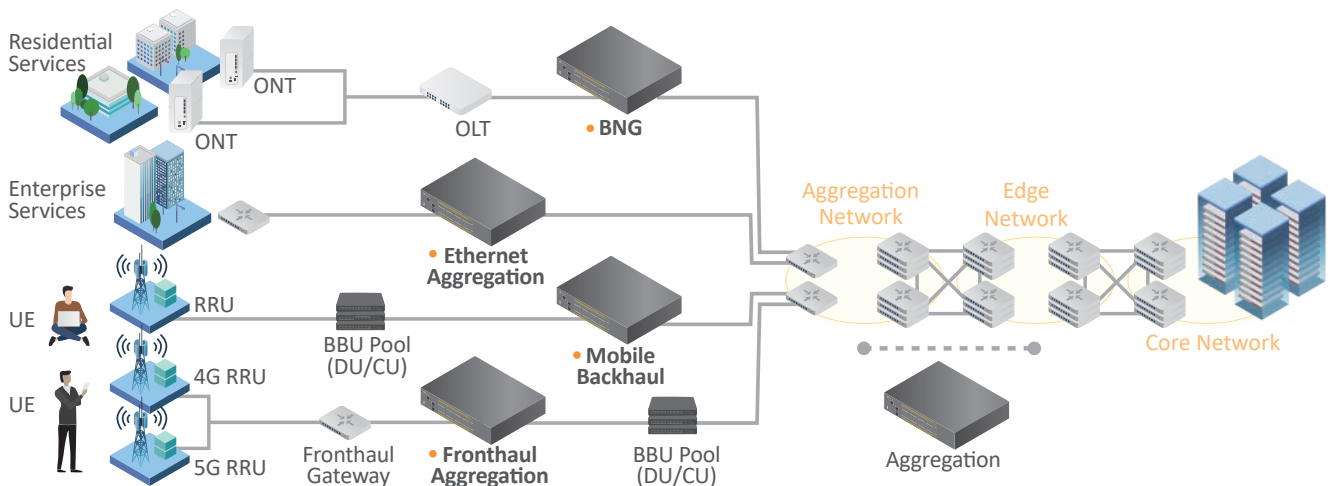 Residential
Services
ONT
ONT
OLT
• BNG
Enterprise
Services
• Ethernet
Aggregation
Aggregation
Network
Edge
Network
Core Network
UE
RRU
BBU Pool
(DU/CU)
• Mobile
Backhaul
UE
4G RRU
5G RRU
Fronthaul
Gateway
• Fronthaul
Aggregation
BBU Pool
(DU/CU)
Aggregation